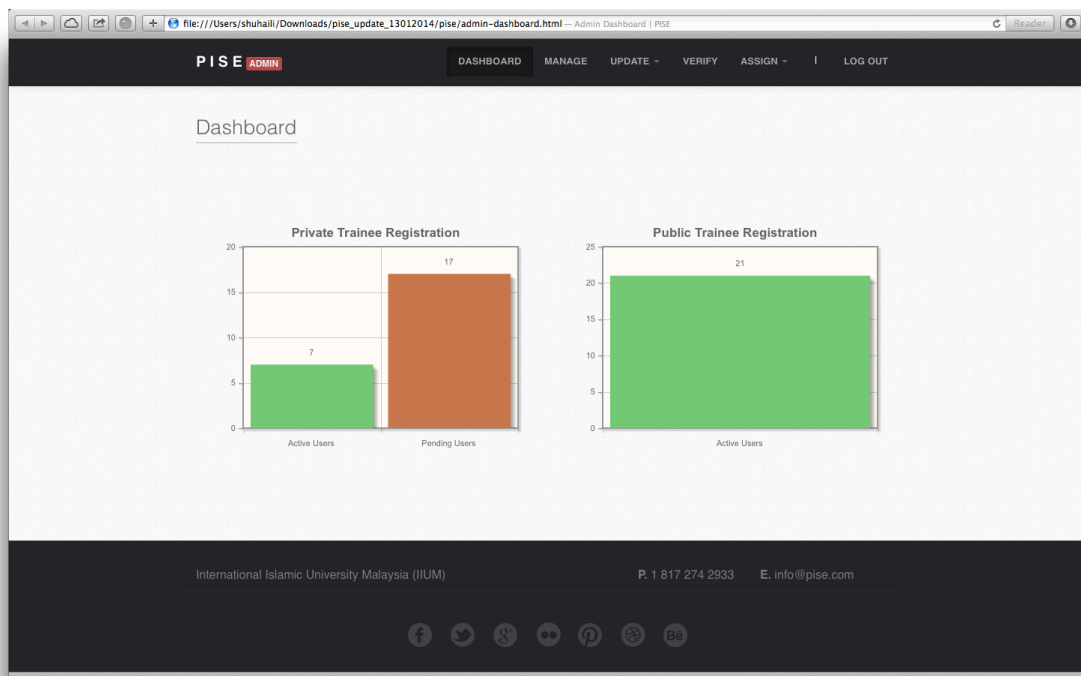 file:///Users/shuhaili/Downloads/pise_update_13012014/pise/admin-dashboard.html — Admin Dashboard | PISE
Reader
PISE ADMIN
DASHBOARD MANAGE UPDATE VERIFY ASSIGN | LOG OUT
Dashboard
Private Trainee Registration
20
17
15
10
7
5
0
Active Users Pending Users
Public Trainee Registration
25
21
20
15
10
5
0
Active Users
International Islamic University Malaysia (IIUM)
P. 1 817 274 2933 E. info@pise.com
f g+ Bē